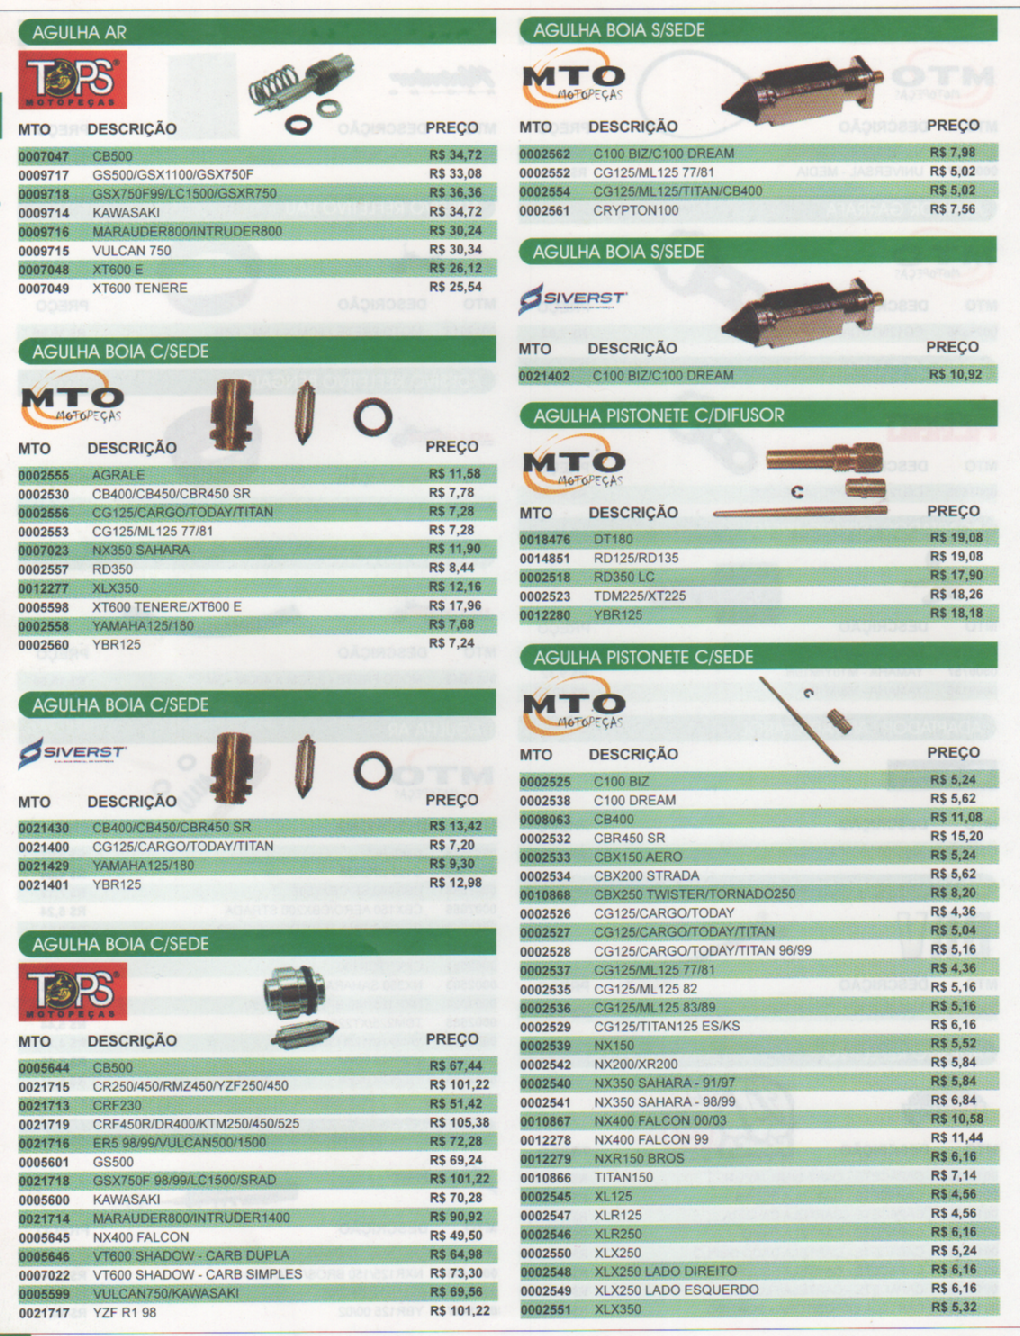 AGULHA AR
TOPS
MOTOPEÇAS
MTO DESCRIÇÃO PREÇO
0007047 CB500 R$ 34,72
0009717 GS500/GSX1100/GSX750F R$ 33,08
0009718 GSX750F99/LC1500/GSXR750 R$ 36,36
0009714 KAWASAKI R$ 34,72
0009716 MARAUDER800/INTRUDER800 R$ 30,24
0009715 VULCAN 750 R$ 30,34
0007048 XT600 E R$ 26,12
0007049 XT600 TENERE R$ 25,54
AGULHA BOIA C/SEDE
MTO
MOTOPEÇAS
MTO DESCRIÇÃO PREÇO
0002555 AGRALE R$ 11,58
0002530 CB400/CB450/CBR450 SR R$ 7,78
0002556 CG125/CARGO/TODAY/TITAN R$ 7,28
0002553 CG125/ML125 77/81 R$ 7,28
0007023 NX350 SAHARA R$ 11,90
0002557 RD350 R$ 8,44
0012277 XLX350 R$ 12,16
0005598 XT600 TENERE/XT600 E R$ 17,96
0002558 YAMAHA125/180 R$ 7,68
0002560 YBR125 R$ 7,24
AGULHA BOIA C/SEDE
SIVERST
MTO DESCRIÇÃO PREÇO
0021430 CB400/CB450/CBR450 SR R$ 13,42
0021400 CG125/CARGO/TODAY/TITAN R$ 7,20
0021429 YAMAHA125/180 R$ 9,30
0021401 YBR125 R$ 12,98
AGULHA BOIA C/SEDE
TOPS
MOTOPEÇAS
MTO DESCRIÇÃO PREÇO
0005644 CB500 R$ 67,44
0021715 CR250/450/RMZ450/YZF250/450 R$ 101,22
0021713 CRF230 R$ 51,42
0021719 CRF450R/DR400/KTM250/450/525 R$ 105,38
0021716 ER5 98/99/VULCAN500/1500 R$ 72,28
0005601 GS500 R$ 69,24
0021718 GSX750F 98/99/LC1500/SRAD R$ 101,22
0005600 KAWASAKI R$ 70,28
0021714 MARAUDER800/INTRUDER1400 R$ 90,92
0005645 NX400 FALCON R$ 49,50
0005646 VT600 SHADOW - CARB DUPLA R$ 64,98
0007022 VT600 SHADOW - CARB SIMPLES R$ 73,30
0005599 VULCAN750/KAWASAKI R$ 69,56
0021717 YZF R1 98 R$ 101,22
AGULHA BOIA S/SEDE
MTO
MOTOPEÇAS
MTO DESCRIÇÃO PREÇO
0002562 C100 BIZ/C100 DREAM R$ 7,98
0002552 CG125/ML125 77/81 R$ 5,02
0002554 CG125/ML125/TITAN/CB400 R$ 5,02
0002561 CRYPTON100 R$ 7,56
AGULHA BOIA S/SEDE
SIVERST
MTO DESCRIÇÃO PREÇO
0021402 C100 BIZ/C100 DREAM R$ 10,92
AGULHA PISTONETE C/DIFUSOR
MTO
MOTOPEÇAS
MTO DESCRIÇÃO PREÇO
0018476 DT180 R$ 19,08
0014851 RD125/RD135 R$ 19,08
0002518 RD350 LC R$ 17,90
0002523 TDM225/XT225 R$ 18,26
0012280 YBR125 R$ 18,18
AGULHA PISTONETE C/SEDE
MTO
MOTOPEÇAS
MTO DESCRIÇÃO PREÇO
0002525 C100 BIZ R$ 5,24
0002538 C100 DREAM R$ 5,62
0008063 CB400 R$ 11,08
0002532 CBR450 SR R$ 15,20
0002533 CBX150 AERO R$ 5,24
0002534 CBX200 STRADA R$ 5,62
0010868 CBX250 TWISTER/TORNADO250 R$ 8,20
0002526 CG125/CARGO/TODAY R$ 4,36
0002527 CG125/CARGO/TODAY/TITAN R$ 5,04
0002528 CG125/CARGO/TODAY/TITAN 96/99 R$ 5,16
0002537 CG125/ML125 77/81 R$ 4,36
0002535 CG125/ML125 82 R$ 5,16
0002536 CG125/ML125 83/89 R$ 5,16
0002529 CG125/TITAN125 ES/KS R$ 6,16
0002539 NX150 R$ 5,52
0002542 NX200/XR200 R$ 5,84
0002540 NX350 SAHARA - 91/97 R$ 5,84
0002541 NX350 SAHARA - 98/99 R$ 6,84
0010867 NX400 FALCON 00/03 R$ 10,58
0012278 NX400 FALCON 99 R$ 11,44
0012279 NXR150 BROS R$ 6,16
0010866 TITAN150 R$ 7,14
0002545 XL125 R$ 4,56
0002547 XLR125 R$ 4,56
0002546 XLR250 R$ 6,16
0002550 XLX250 R$ 5,24
0002548 XLX250 LADO DIREITO R$ 6,16
0002549 XLX250 LADO ESQUERDO R$ 6,16
0002551 XLX350 R$ 5,32